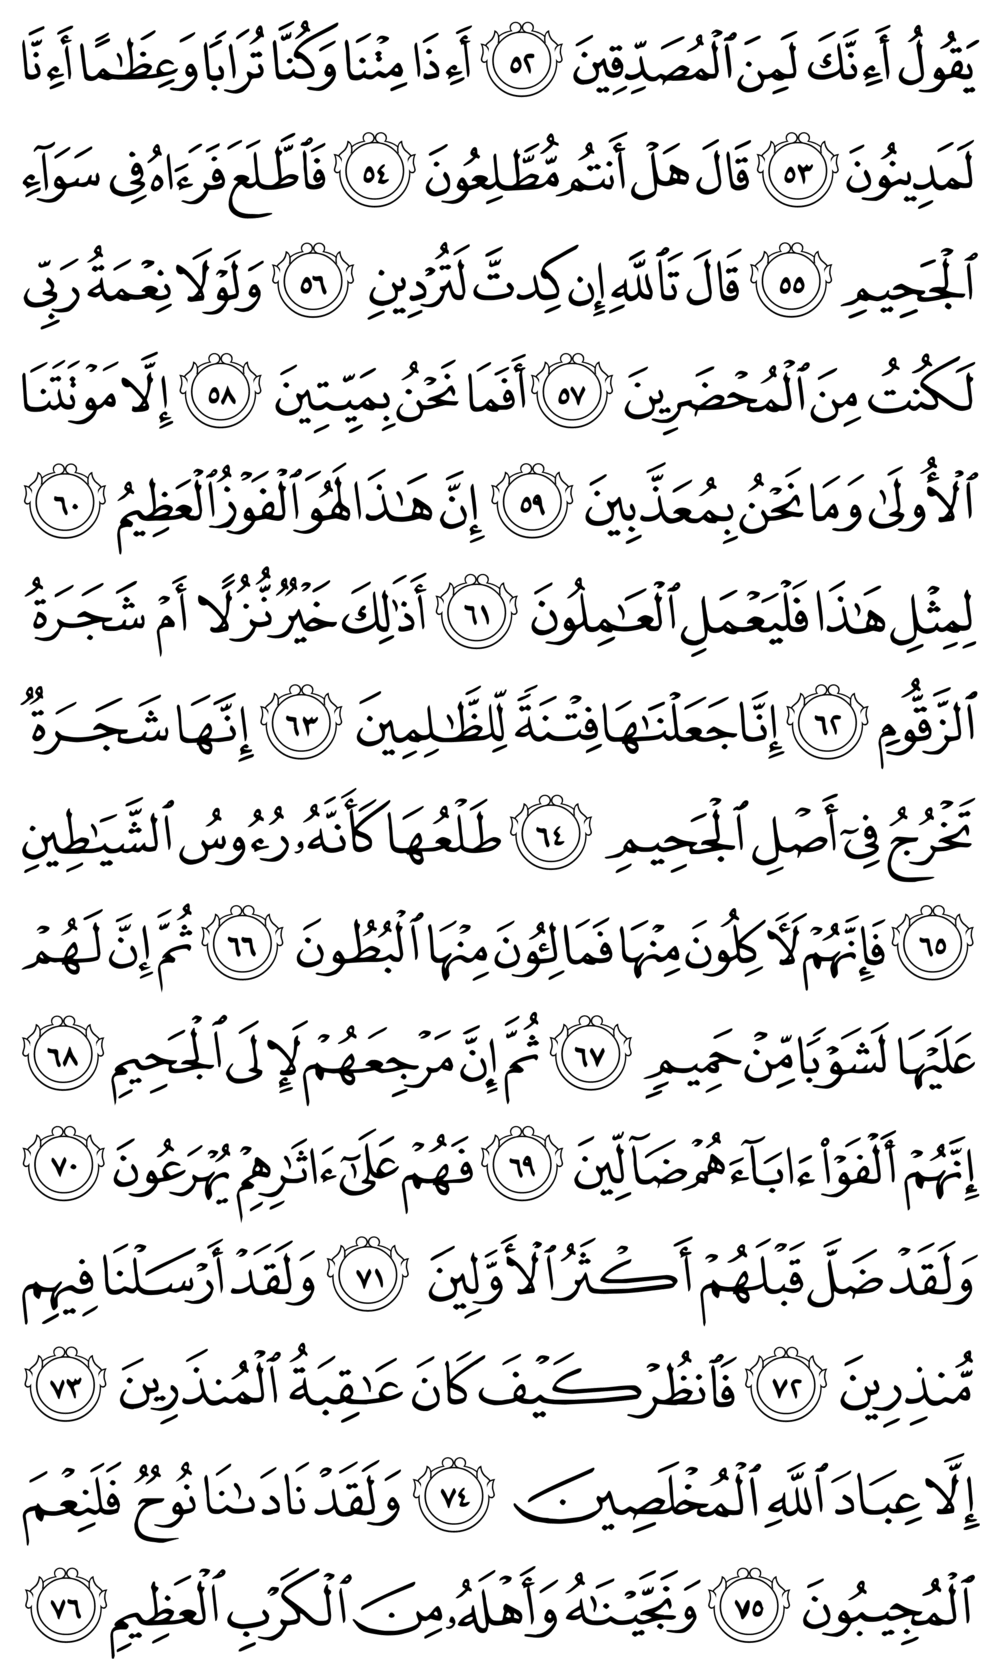 يَقُولُ أَءِنَّكَ لَمِنَ ٱلْمُصَدِّقِينَ ٥٢ أَءِذَا مِتْنَا وَكُنَّا تُرَابًا وَعِظَٰمًا أَءِنَّا
لَمَدِينُونَ ٥٣ قَالَ هَلْ أَنتُم مُّطَّلِعُونَ ٥٤ فَٱطَّلَعَ فَرَءَاهُ فِى سَوَآءِ
ٱلْجَحِيمِ ٥٥ قَالَ تَٱللَّهِ إِن كِدتَّ لَتُرْدِينِ ٥٦ وَلَوْلَا نِعْمَةُ رَبِّى
لَكُنتُ مِنَ ٱلْمُحْضَرِينَ ٥٧ أَفَمَا نَحْنُ بِمَيِّتِينَ ٥٨ إِلَّا مَوْتَتَنَا
ٱلْأُولَىٰ وَمَا نَحْنُ بِمُعَذَّبِينَ ٥٩ إِنَّ هَٰذَا لَهُوَ ٱلْفَوْزُ ٱلْعَظِيمُ ٦٠
لِمِثْلِ هَٰذَا فَلْيَعْمَلِ ٱلْعَٰمِلُونَ ٦١ أَذَٰلِكَ خَيْرٌ نُّزُلًا أَمْ شَجَرَةُ
ٱلزَّقُّومِ ٦٢ إِنَّا جَعَلْنَٰهَا فِتْنَةً لِّلظَّٰلِمِينَ ٦٣ إِنَّهَا شَجَرَةٌ
تَخْرُجُ فِىٓ أَصْلِ ٱلْجَحِيمِ ٦٤ طَلْعُهَا كَأَنَّهُۥ رُءُوسُ ٱلشَّيَٰطِينِ
٦٥ فَإِنَّهُمْ لَـَٔاكِلُونَ مِنْهَا فَمَالِـُٔونَ مِنْهَا ٱلْبُطُونَ ٦٦ ثُمَّ إِنَّ لَهُمْ
عَلَيْهَا لَشَوْبًا مِّنْ حَمِيمٍ ٦٧ ثُمَّ إِنَّ مَرْجِعَهُمْ لَإِلَى ٱلْجَحِيمِ ٦٨
إِنَّهُمْ أَلْفَوْا۟ ءَابَآءَهُمْ ضَآلِّينَ ٦٩ فَهُمْ عَلَىٰٓ ءَاثَٰرِهِمْ يُهْرَعُونَ ٧٠
وَلَقَدْ ضَلَّ قَبْلَهُمْ أَكْثَرُ ٱلْأَوَّلِينَ ٧١ وَلَقَدْ أَرْسَلْنَا فِيهِم
مُّنذِرِينَ ٧٢ فَٱنظُرْ كَيْفَ كَانَ عَٰقِبَةُ ٱلْمُنذَرِينَ ٧٣
إِلَّا عِبَادَ ٱللَّهِ ٱلْمُخْلَصِينَ ٧٤ وَلَقَدْ نَادَىٰنَا نُوحٌ فَلَنِعْمَ
ٱلْمُجِيبُونَ ٧٥ وَنَجَّيْنَٰهُ وَأَهْلَهُۥ مِنَ ٱلْكَرْبِ ٱلْعَظِيمِ ٧٦